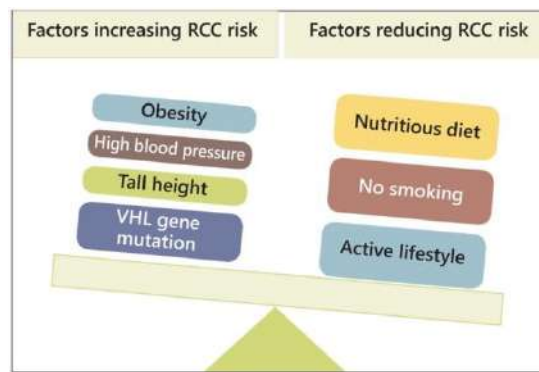 Factors increasing RCC risk
Factors reducing RCC risk
Obesity
High blood pressure
Tall height
VHL gene
mutation
Nutritious diet
No smoking
Active lifestyle